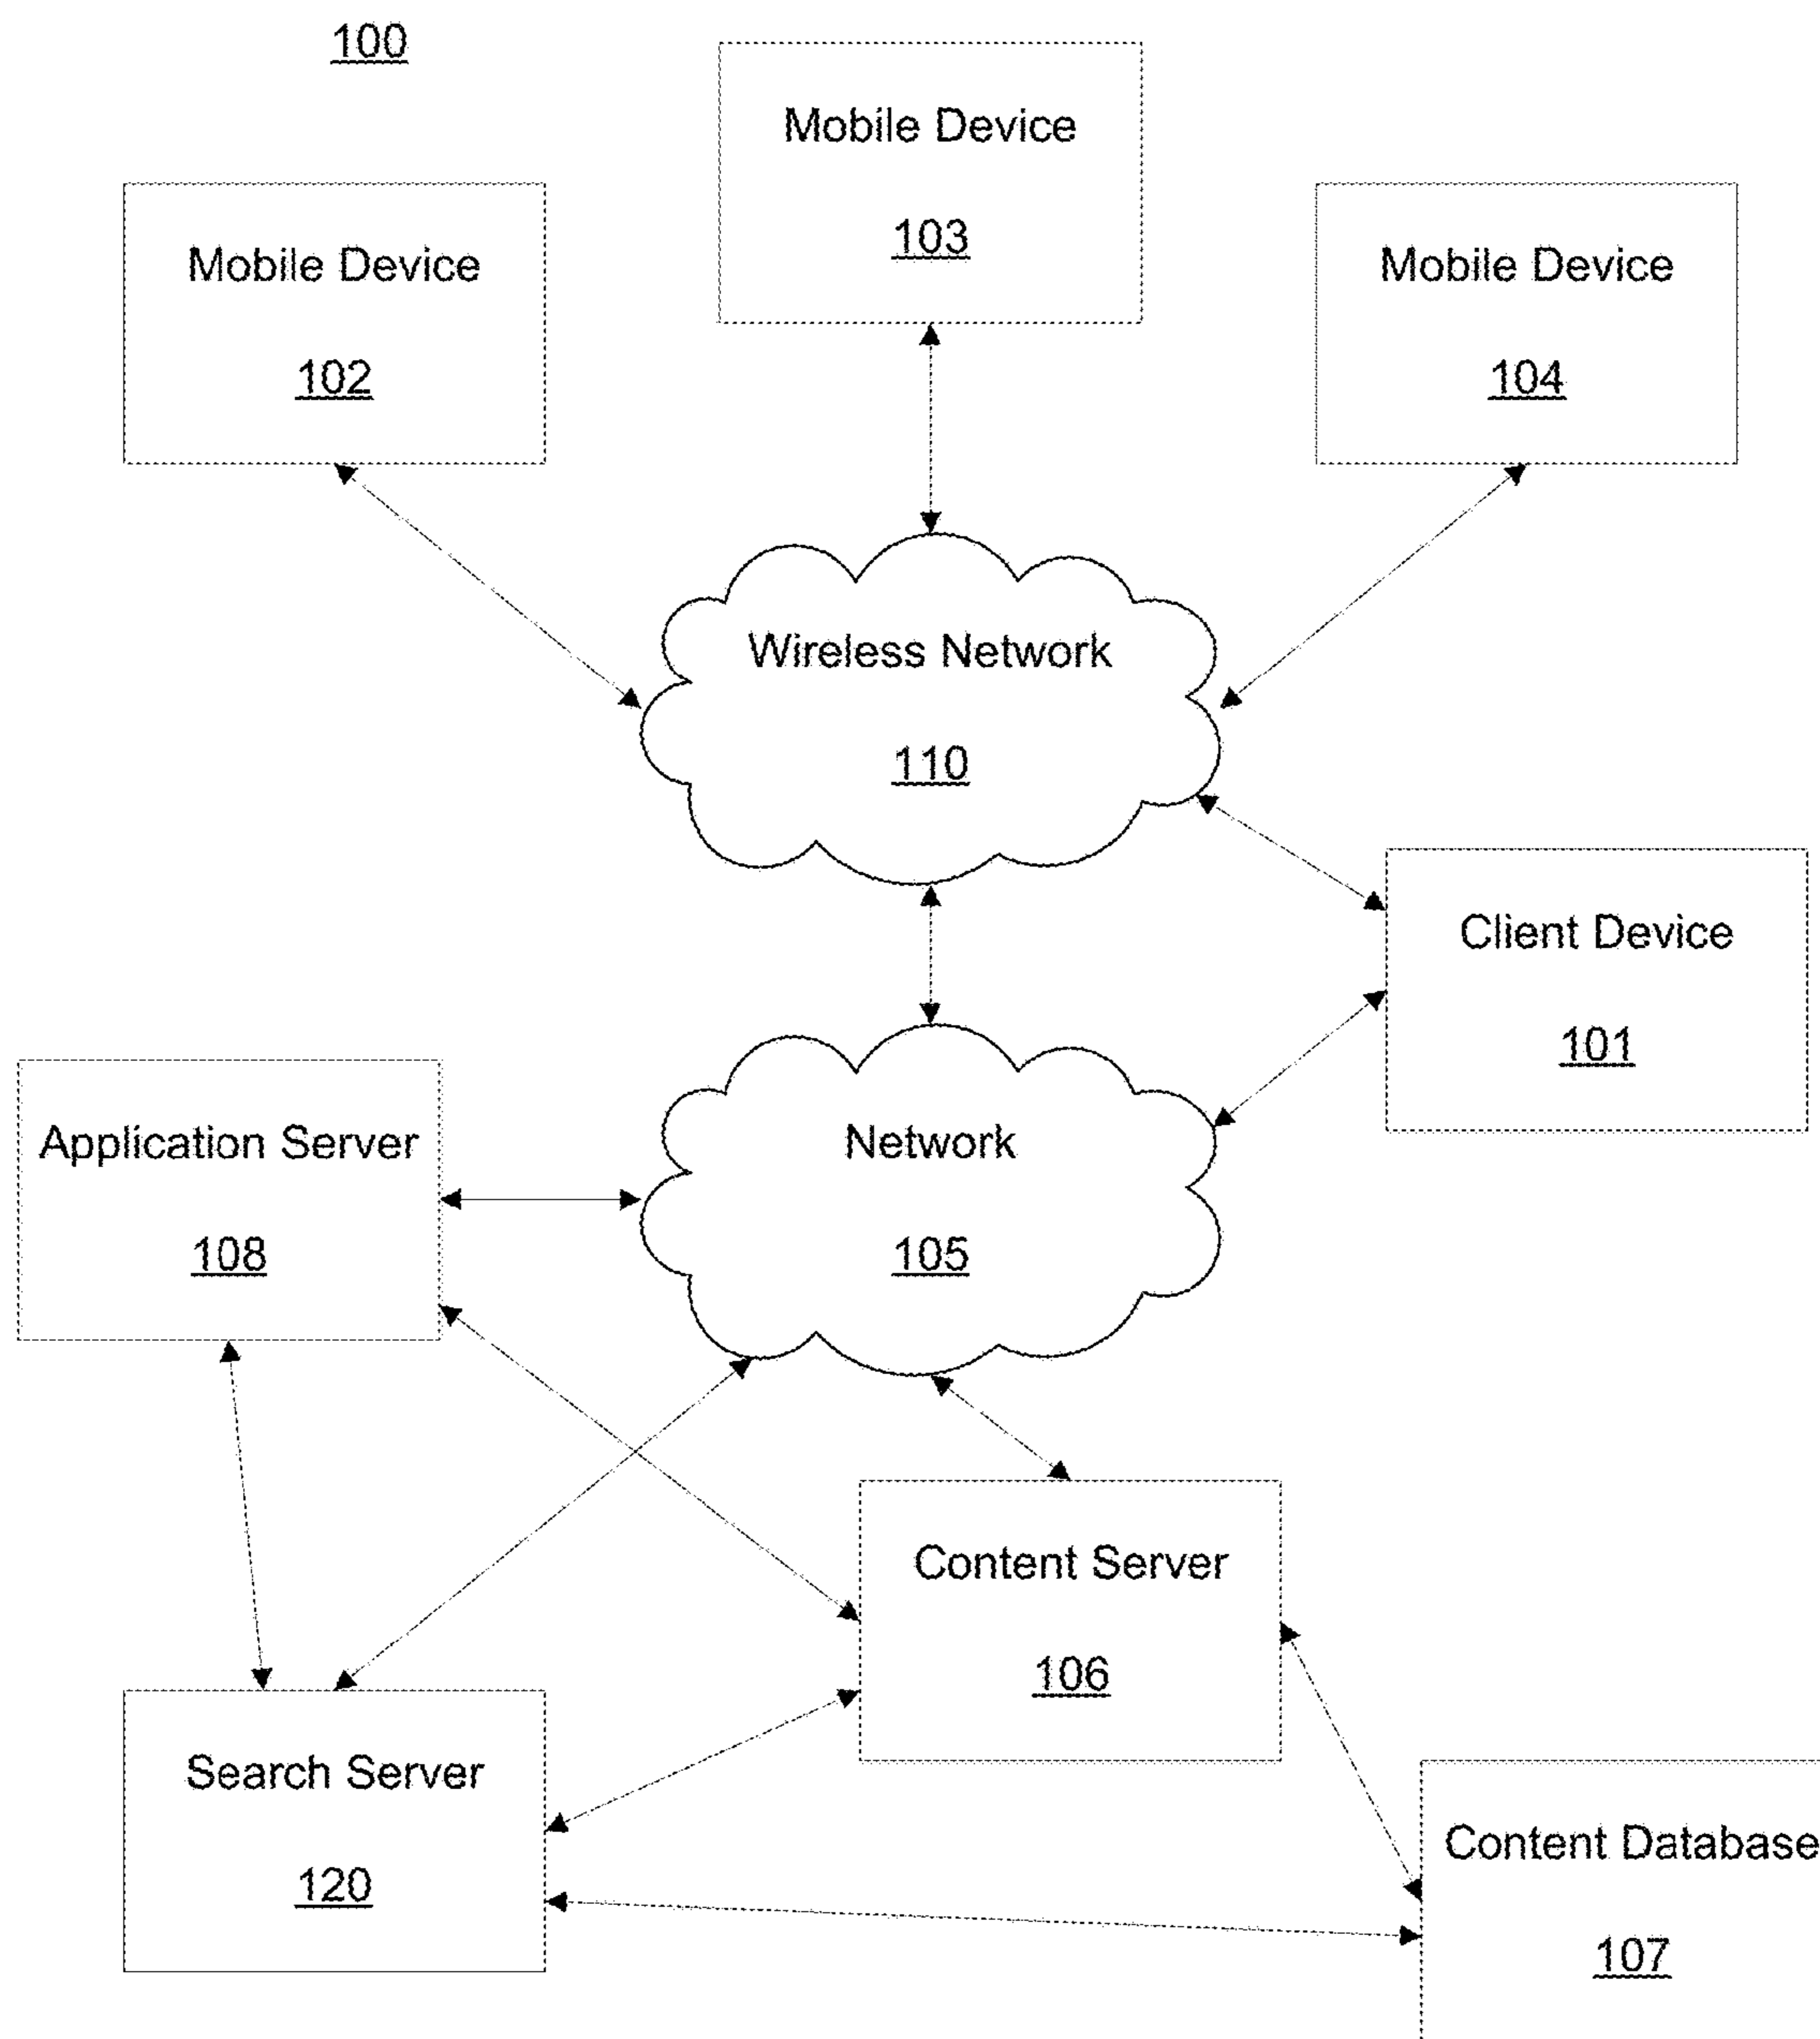 100
Mobile Device
103
Mobile Device
102
Mobile Device
104
Wireless Network
110
Client Device
101
Application Server
108
Network
105
Content Server
106
Search Server
120
Content Database
107